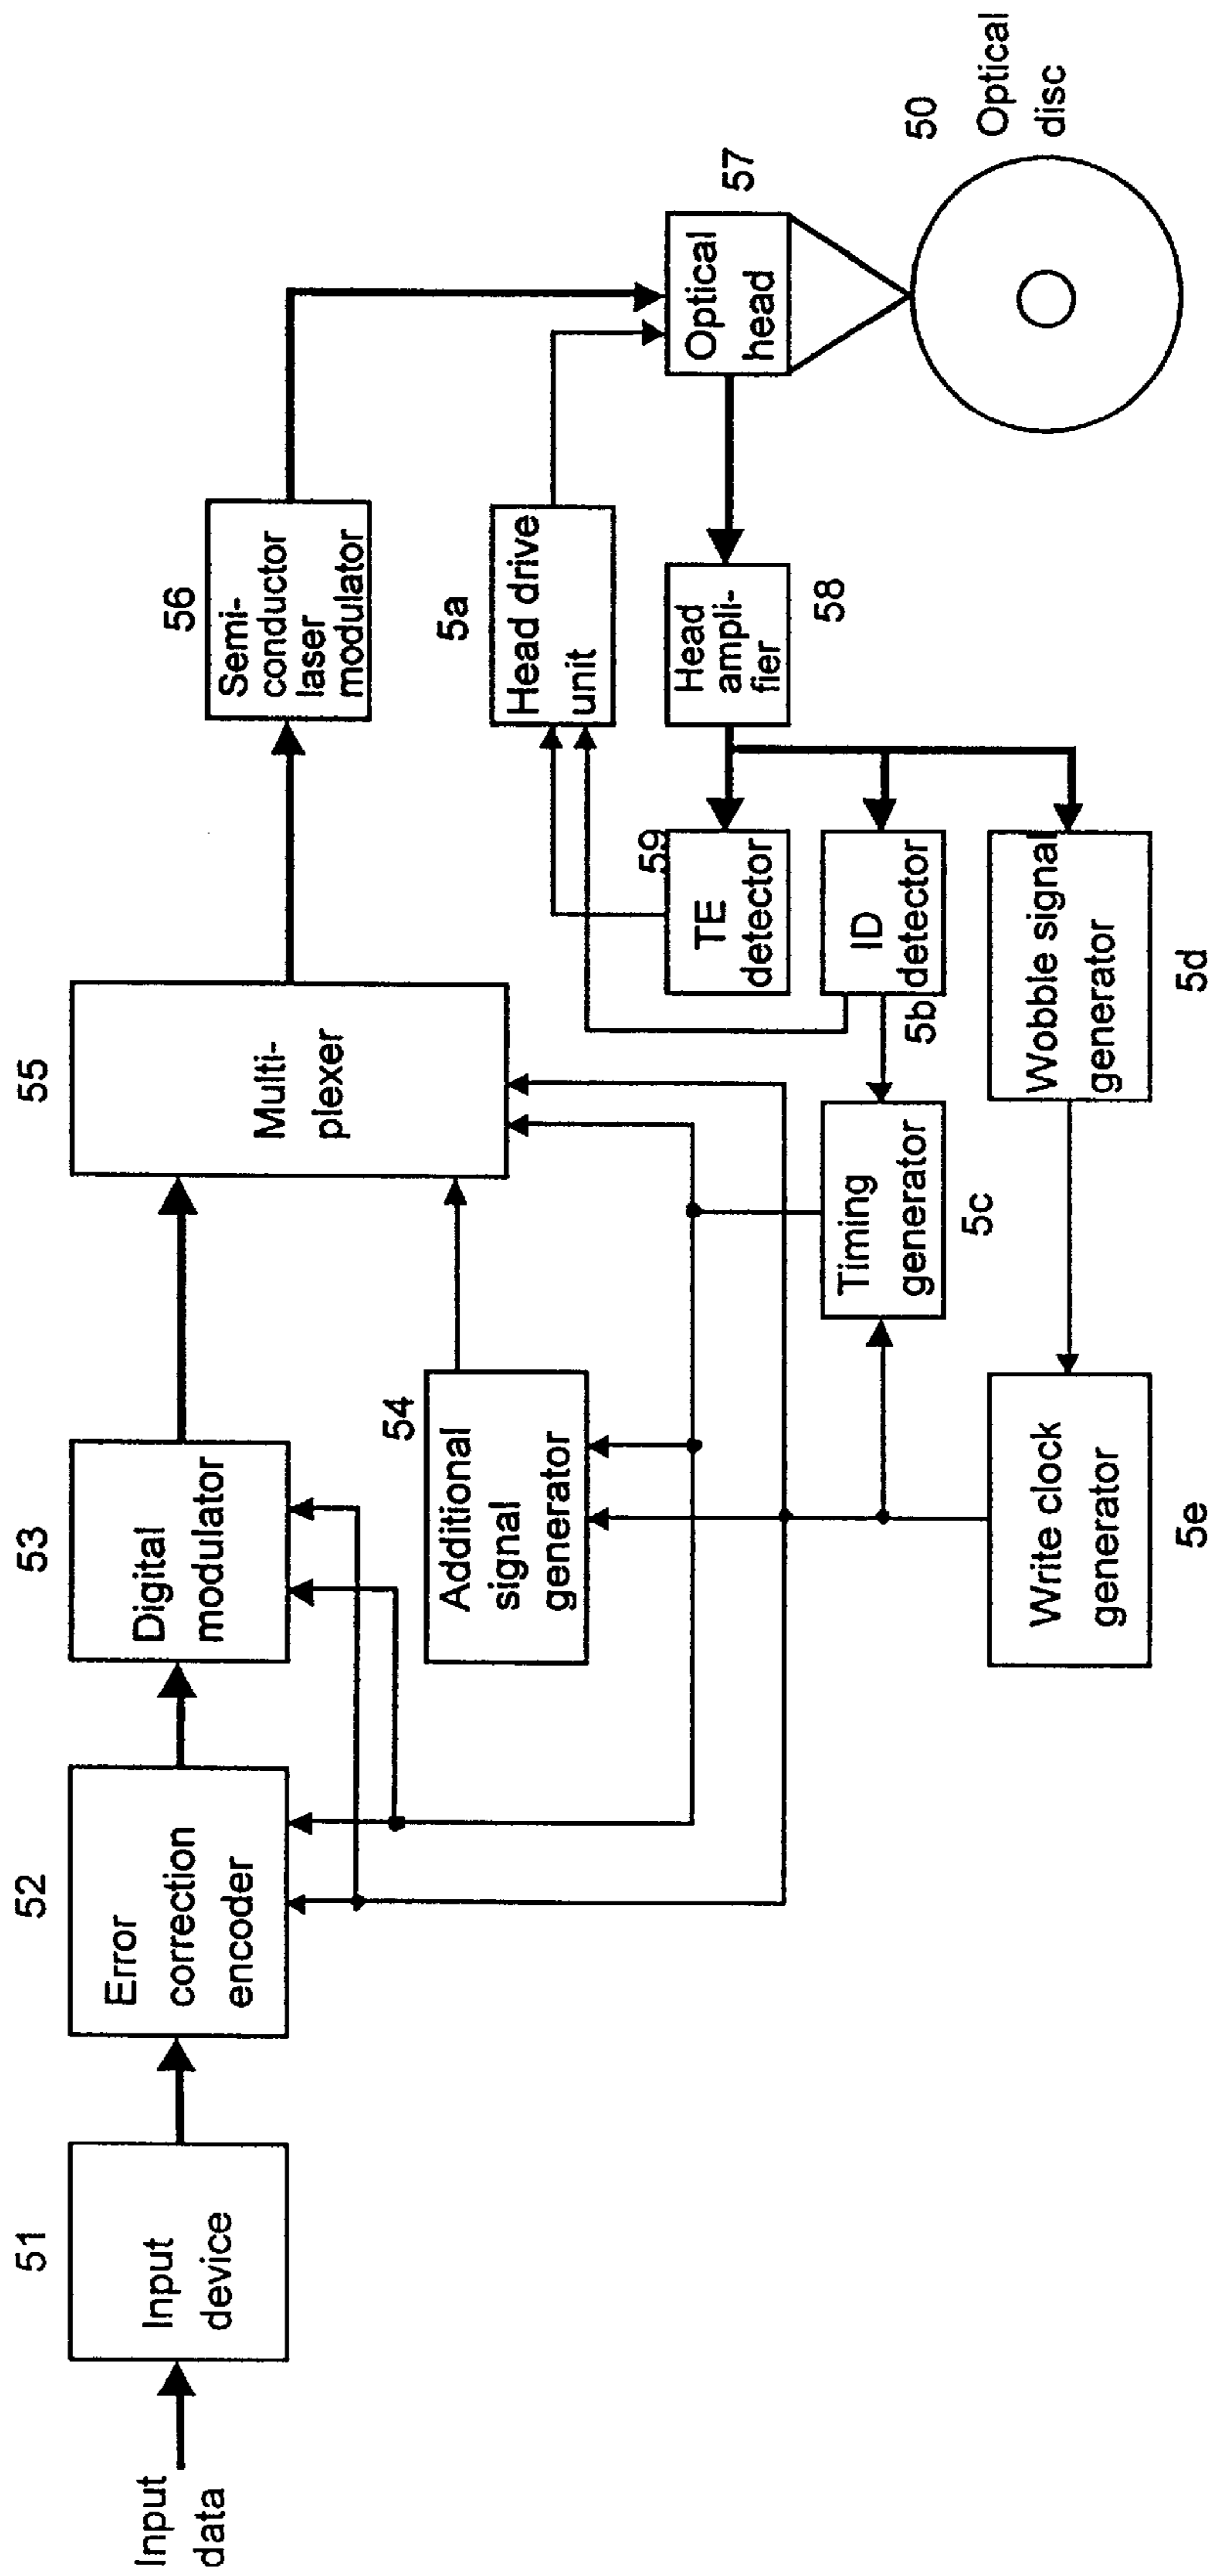 Input
data
51
Input
device
52
Error
correction
encoder
53
Digital
modulator
54
Additional
signal
generator
55
Multi-
plexer
56
Semi-
conductor
laser
modulator
5a
Head drive
unit
57
Optical
head
50
Optical
disc
Head
ampli-
fier
58
59
TE
detector
ID
detector
5b
Timing
generator
5c
Wobble signal
generator
5d
Write clock
generator
5e